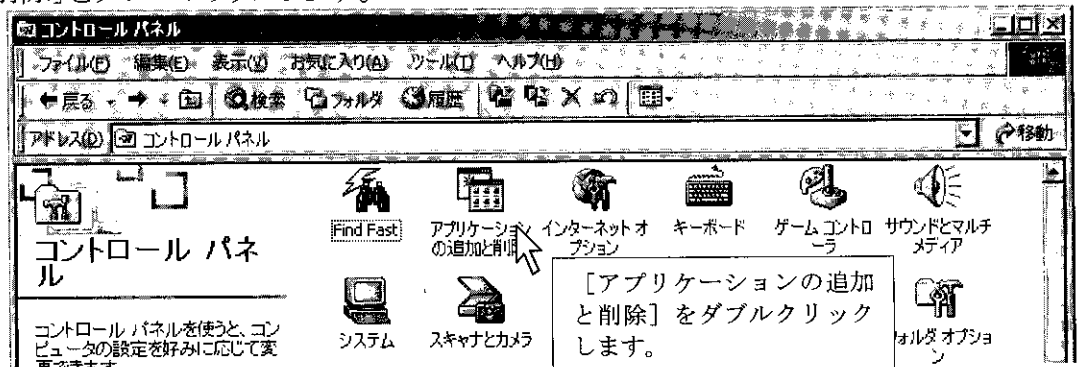 コントロール パネル
ファイル(F) 編集(E) 表示(V) お気に入り(A) ツール(T) ヘルプ(H)
戻る 検索 フォルダ 履歴
アドレス(D) コントロール パネル 移動
コントロール パネ
ル
コントロール パネルを使うと、コン
ピュータの設定を好みに応じて変
Find Fast
アプリケーション
の追加と削除
インターネット オ
プション
キーボード
ゲーム コントロ
ーラ
サウンドとマルチ
メディア
システム
スキャナとカメラ
[アプリケーションの追加
と削除]をダブルクリック
します。
フォルダ オプショ
ン